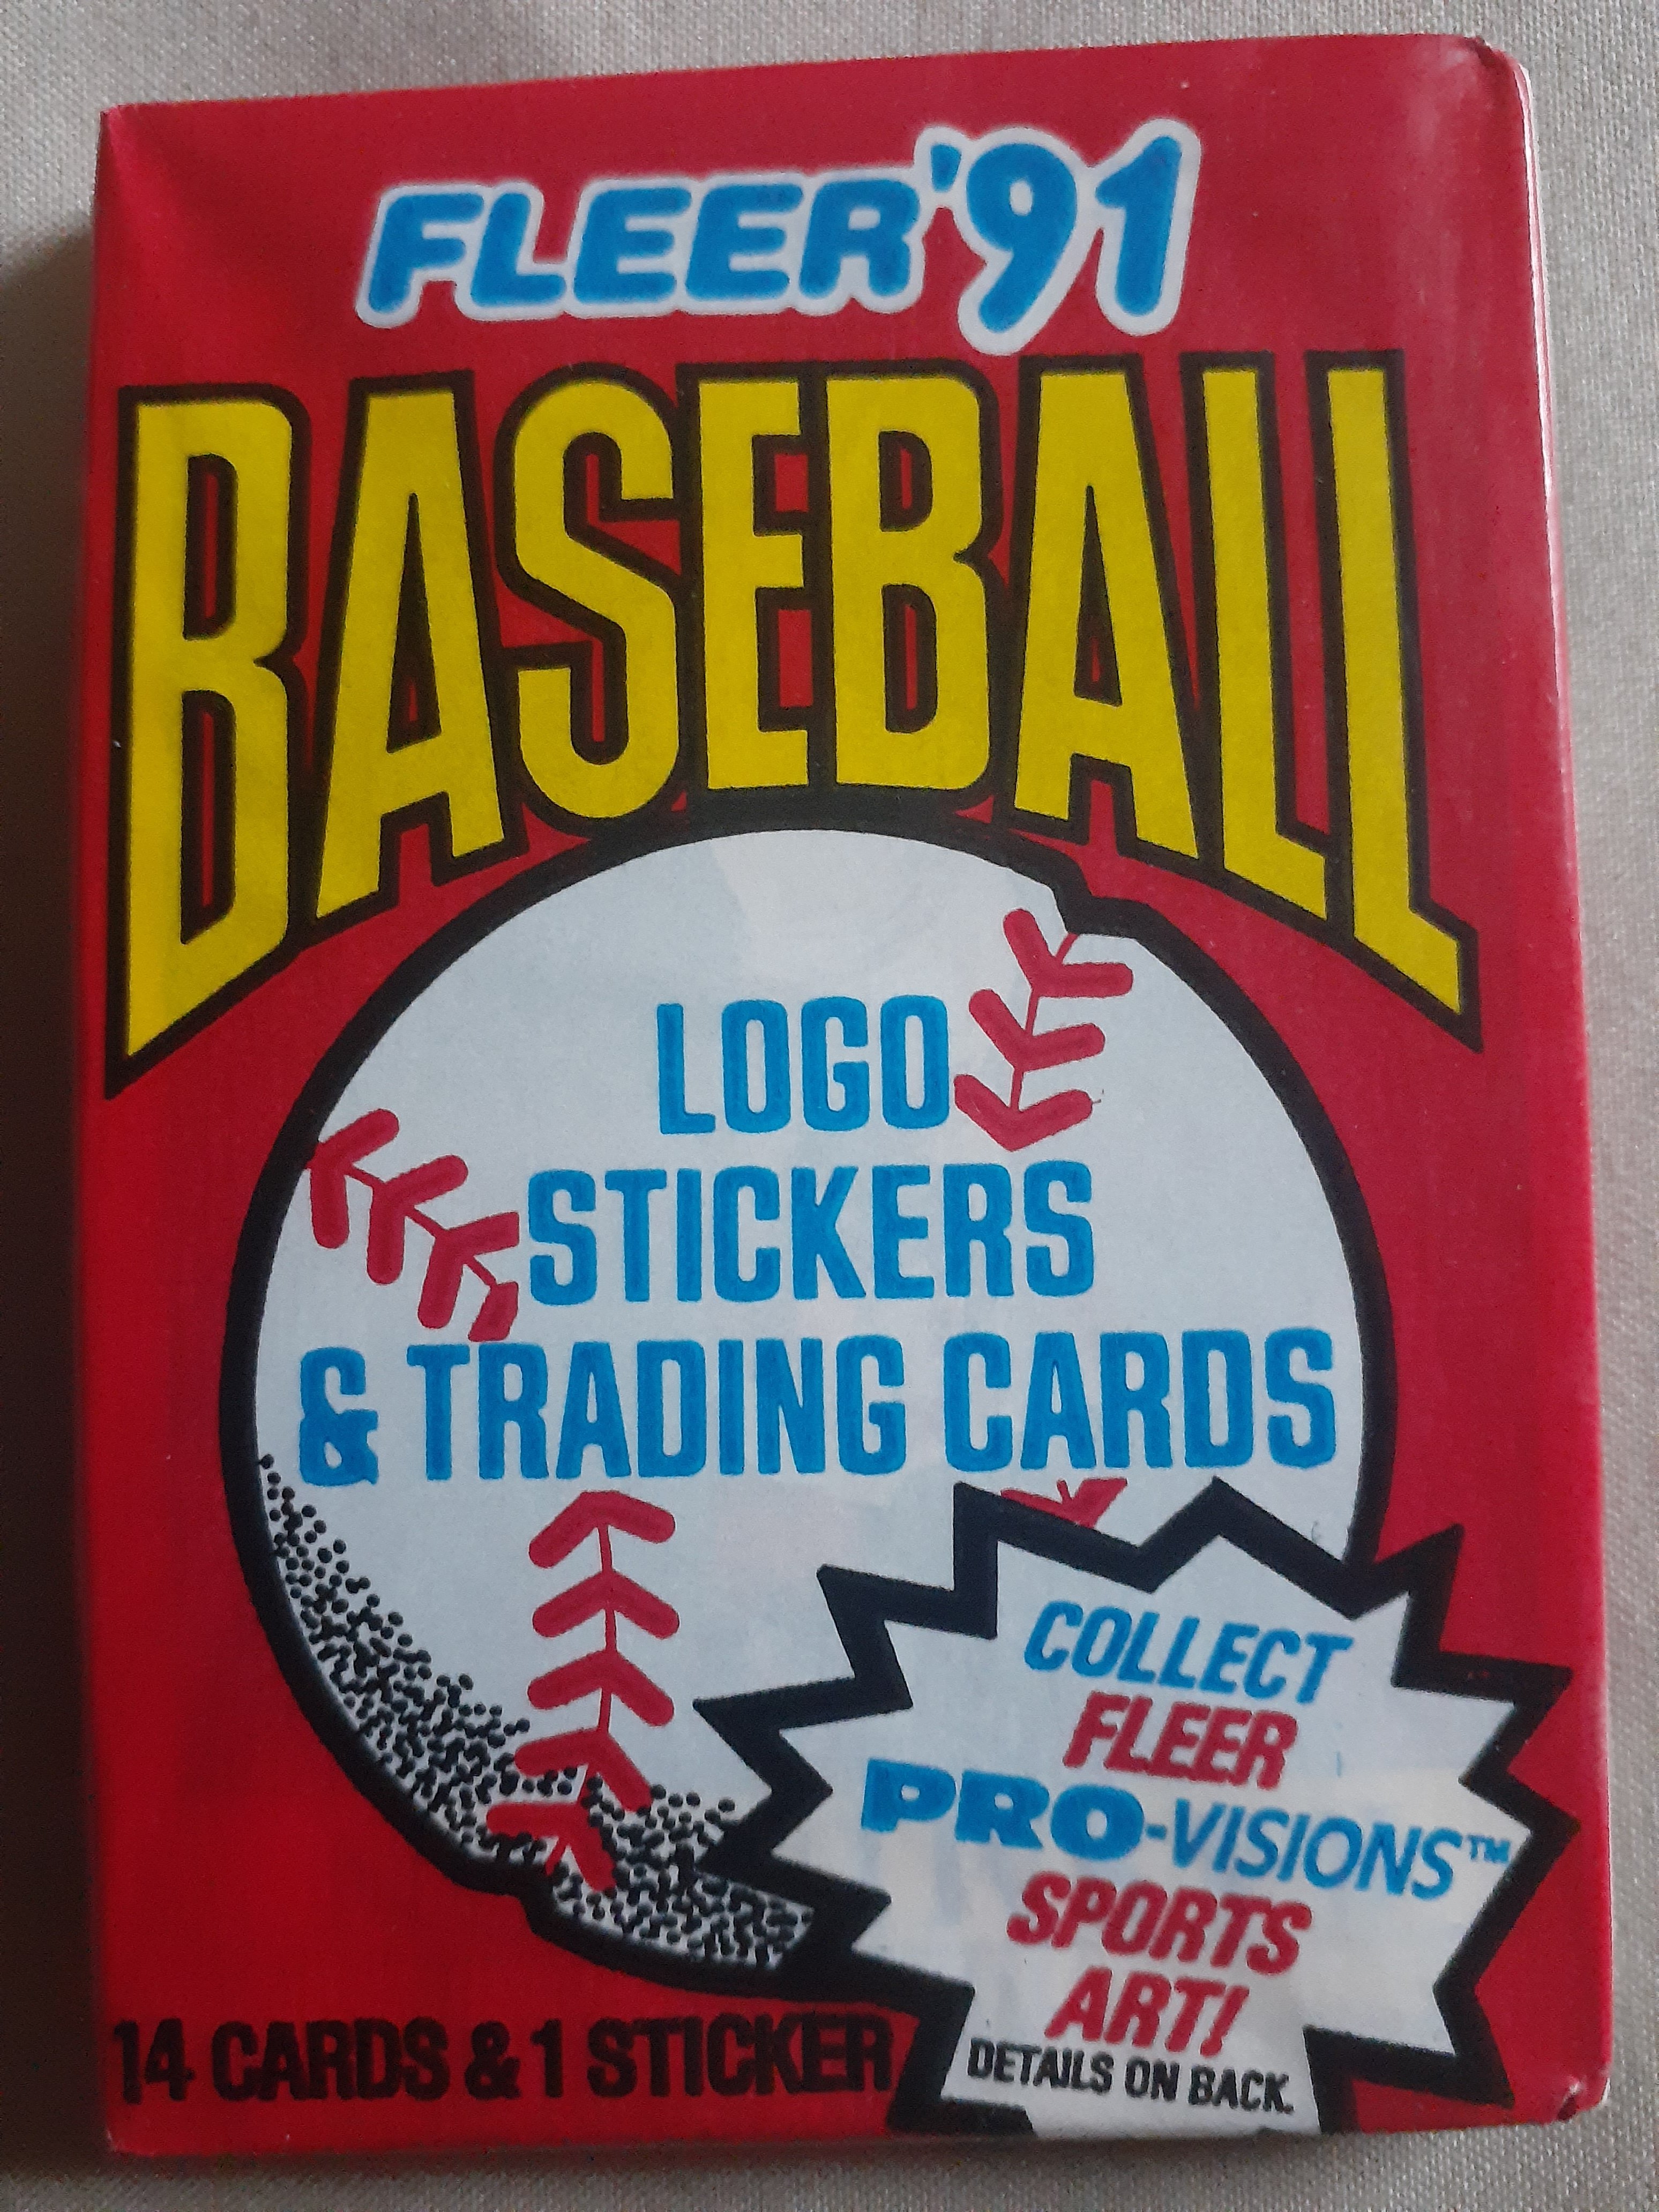 FLEER'91
BASEBALL
LOGO
STICKERS
& TRADING CARDS
COLLECT
FLEER
PRO-VISIONS™
SPORTS
ART!
DETAILS ON BACK.
14 CARDS & 1 STICKER